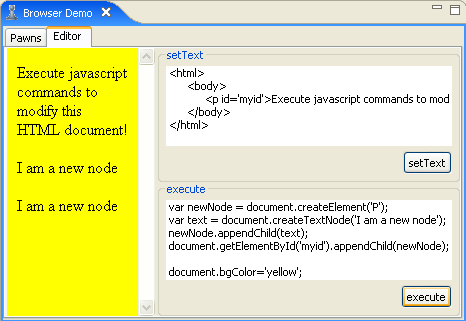 Browser Demo
Pawns
Editor
Execute javascript
commands to
modify this
HTML document!
I am a new node
I am a new node
setText
<html>
<body>
<p id='myid'>Execute javascript commands to mod
</body>
</html>
setText
execute
var newNode = document.createElement('P');
var text = document.createTextNode('I am a new node');
newNode.appendChild(text);
document.getElementById('myid').appendChild(newNode);
document.bgColor='yellow';
execute